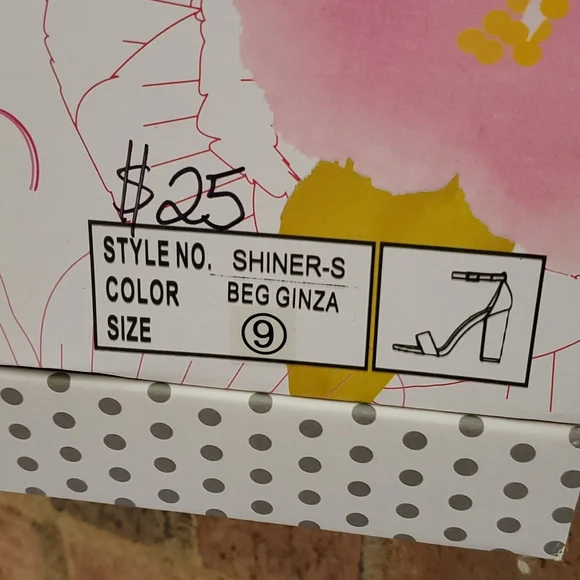 $25
STYLE NO. SHINER-S
COLOR BEG GINZA
SIZE 9